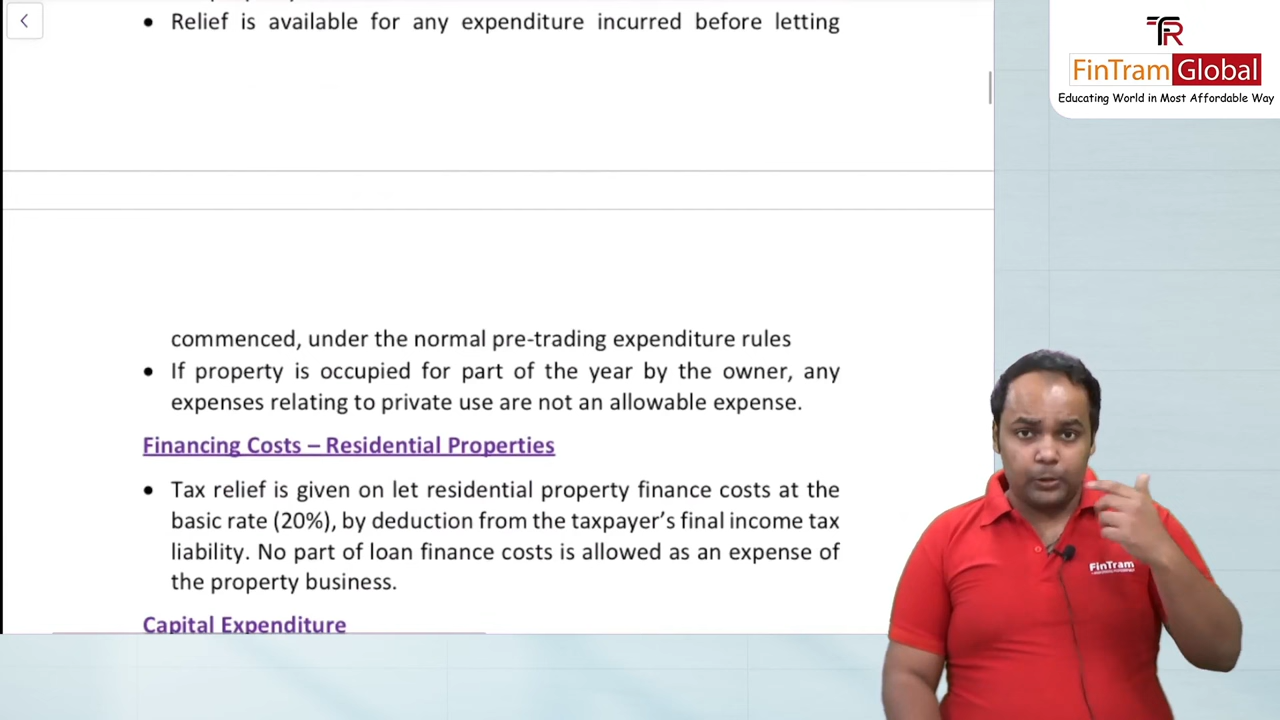 • Relief is available for any expenditure incurred before letting
TR
FinTram Global
Educating World in Most Affordable Way
commenced, under the normal pre-trading expenditure rules
• If property is occupied for part of the year by the owner, any
expenses relating to private use are not an allowable expense.
Financing Costs – Residential Properties
• Tax relief is given on let residential property finance costs at the
basic rate (20%), by deduction from the taxpayer's final income tax
liability. No part of loan finance costs is allowed as an expense of
the property business.
FinTram
Capital Expenditure